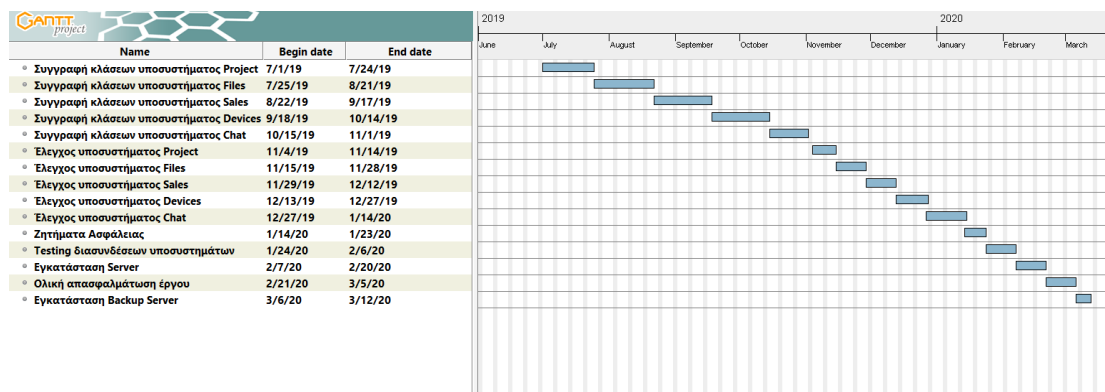 GANTT
project
2019 2020
Name Begin date End date
June July August September October November December January February March
Συγγραφή κλάσεων υποσυστήματος Project 7/1/19 7/24/19
Συγγραφή κλάσεων υποσυστήματος Files 7/25/19 8/21/19
Συγγραφή κλάσεων υποσυστήματος Sales 8/22/19 9/17/19
Συγγραφή κλάσεων υποσυστήματος Devices 9/18/19 10/14/19
Συγγραφή κλάσεων υποσυστήματος Chat 10/15/19 11/1/19
Έλεγχος υποσυστήματος Project 11/4/19 11/14/19
Έλεγχος υποσυστήματος Files 11/15/19 11/28/19
Έλεγχος υποσυστήματος Sales 11/29/19 12/12/19
Έλεγχος υποσυστήματος Devices 12/13/19 12/27/19
Έλεγχος υποσυστήματος Chat 12/27/19 1/14/20
Ζητήματα Ασφάλειας 1/14/20 1/23/20
Testing διασυνδέσεων υποσυστημάτων 1/24/20 2/6/20
Εγκατάσταση Server 2/7/20 2/20/20
Ολική απασφαλμάτωση έργου 2/21/20 3/5/20
Εγκατάσταση Backup Server 3/6/20 3/12/20